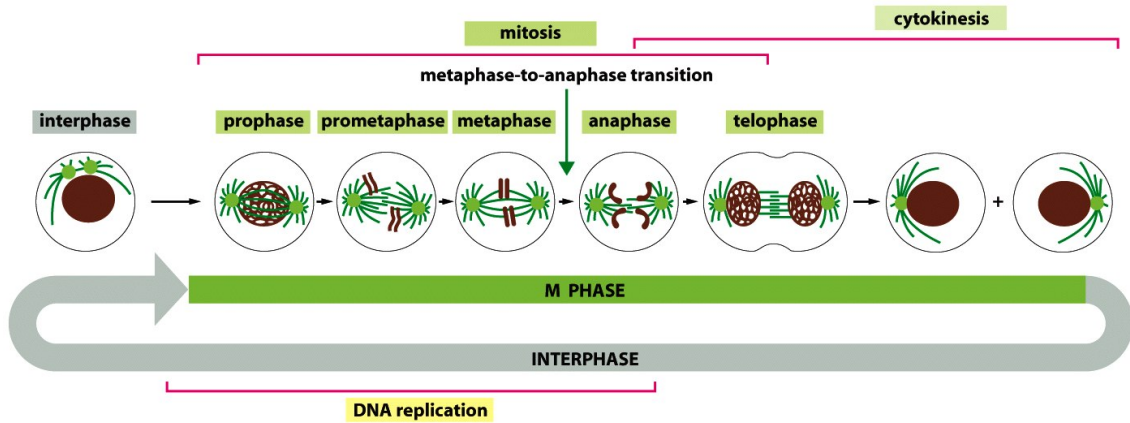 mitosis
cytokinesis
metaphase-to-anaphase transition
interphase
prophase
prometaphase
metaphase
anaphase
telophase
+
M PHASE
INTERPHASE
DNA replication